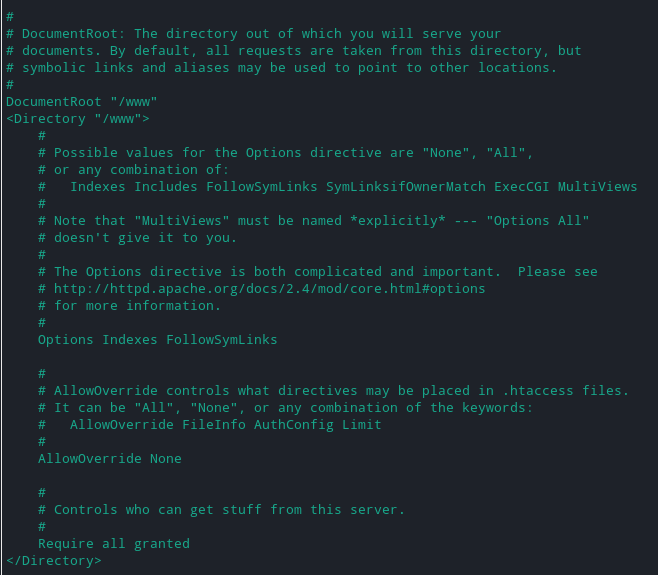 #
# DocumentRoot: The directory out of which you will serve your
# documents. By default, all requests are taken from this directory, but
# symbolic links and aliases may be used to point to other locations.
#
DocumentRoot "/www"
<Directory "/www">
    #
    # Possible values for the Options directive are "None", "All",
    # or any combination of:
    #   Indexes Includes FollowSymLinks SymLinksifOwnerMatch ExecCGI MultiViews
    #
    # Note that "MultiViews" must be named *explicitly* --- "Options All"
    # doesn't give it to you.
    #
    # The Options directive is both complicated and important.  Please see
    # http://httpd.apache.org/docs/2.4/mod/core.html#options
    # for more information.
    #
    Options Indexes FollowSymLinks

    #
    # AllowOverride controls what directives may be placed in .htaccess files.
    # It can be "All", "None", or any combination of the keywords:
    #   AllowOverride FileInfo AuthConfig Limit
    #
    AllowOverride None

    #
    # Controls who can get stuff from this server.
    #
    Require all granted
</Directory>